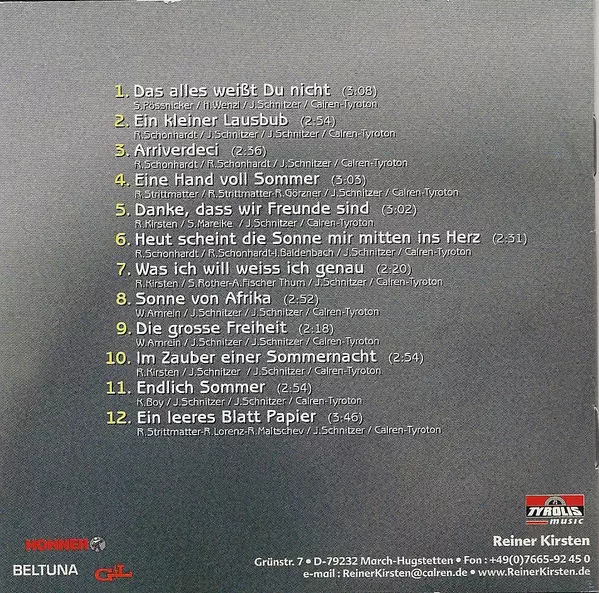 1. Das alles weißt Du nicht (3:08)
S.Pössnicker / H.Wenzl / J.Schnitzer / Calren-Tyroton
2. Ein kleiner Lausbub (2:54)
R.Schonhardt / J.Schnitzer / J.Schnitzer / Calren-Tyroton
3. Arriverdeci (2:36)
R.Schonhardt / R.Schonhardt / J.Schnitzer / Calren-Tyroton
4. Eine Hand voll Sommer (3:03)
R.Strittmatter / R.Strittmatter-R.Görzner / J.Schnitzer / Calren-Tyroton
5. Danke, dass wir Freunde sind (3:02)
R.Kirsten / S.Mareike / J.Schnitzer / Calren-Tyroton
6. Heut scheint die Sonne mir mitten ins Herz (2:31)
R.Schonhardt / R.Schonhardt-I.Baldenbach / J.Schnitzer / Calren-Tyroton
7. Was ich will weiss ich genau (2:20)
R.Kirsten / S.Rother-A.Fischer Thum / J.Schnitzer / Calren-Tyroton
8. Sonne von Afrika (2:52)
W.Amrein / J.Schnitzer / J.Schnitzer / Calren-Tyroton
9. Die grosse Freiheit (2:18)
W.Amrein / J.Schnitzer / J.Schnitzer / Calren-Tyroton
10. Im Zauber einer Sommernacht (2:54)
R.Kirsten / J.Schnitzer / J.Schnitzer / Calren-Tyroton
11. Endlich Sommer (2:54)
K.Boy / J.Schnitzer / J.Schnitzer / Calren-Tyroton
12. Ein leeres Blatt Papier (3:46)
R.Strittmatter-R.Lorenz-R.Maltschev / J.Schnitzer / Calren-Tyroton
TYROLIS
music
HOHNER
Reiner Kirsten
BELTUNA
Grünstr. 7 • D-79232 March-Hugstetten • Fon : +49(0)7665-92 45 0
e-mail : ReinerKirsten@calren.de • www.ReinerKirsten.de